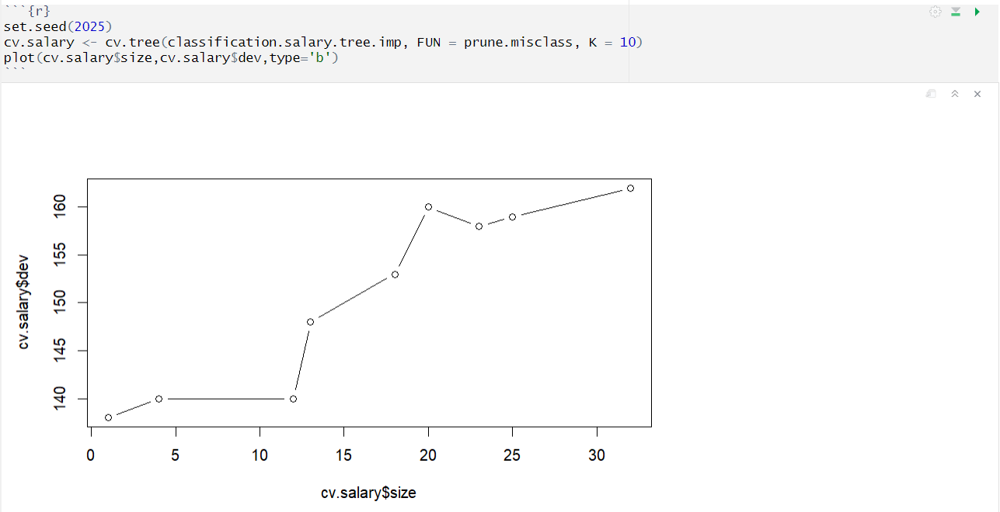 ```{r}
set.seed(2025)
cv.salary <- cv.tree(classification.salary.tree.imp, FUN = prune.misclass, K = 10)
plot(cv.salary$size,cv.salary$dev,type='b')
```
160
155
150
145
140
cv.salary$dev
0 5 10 15 20 25 30
cv.salary$size